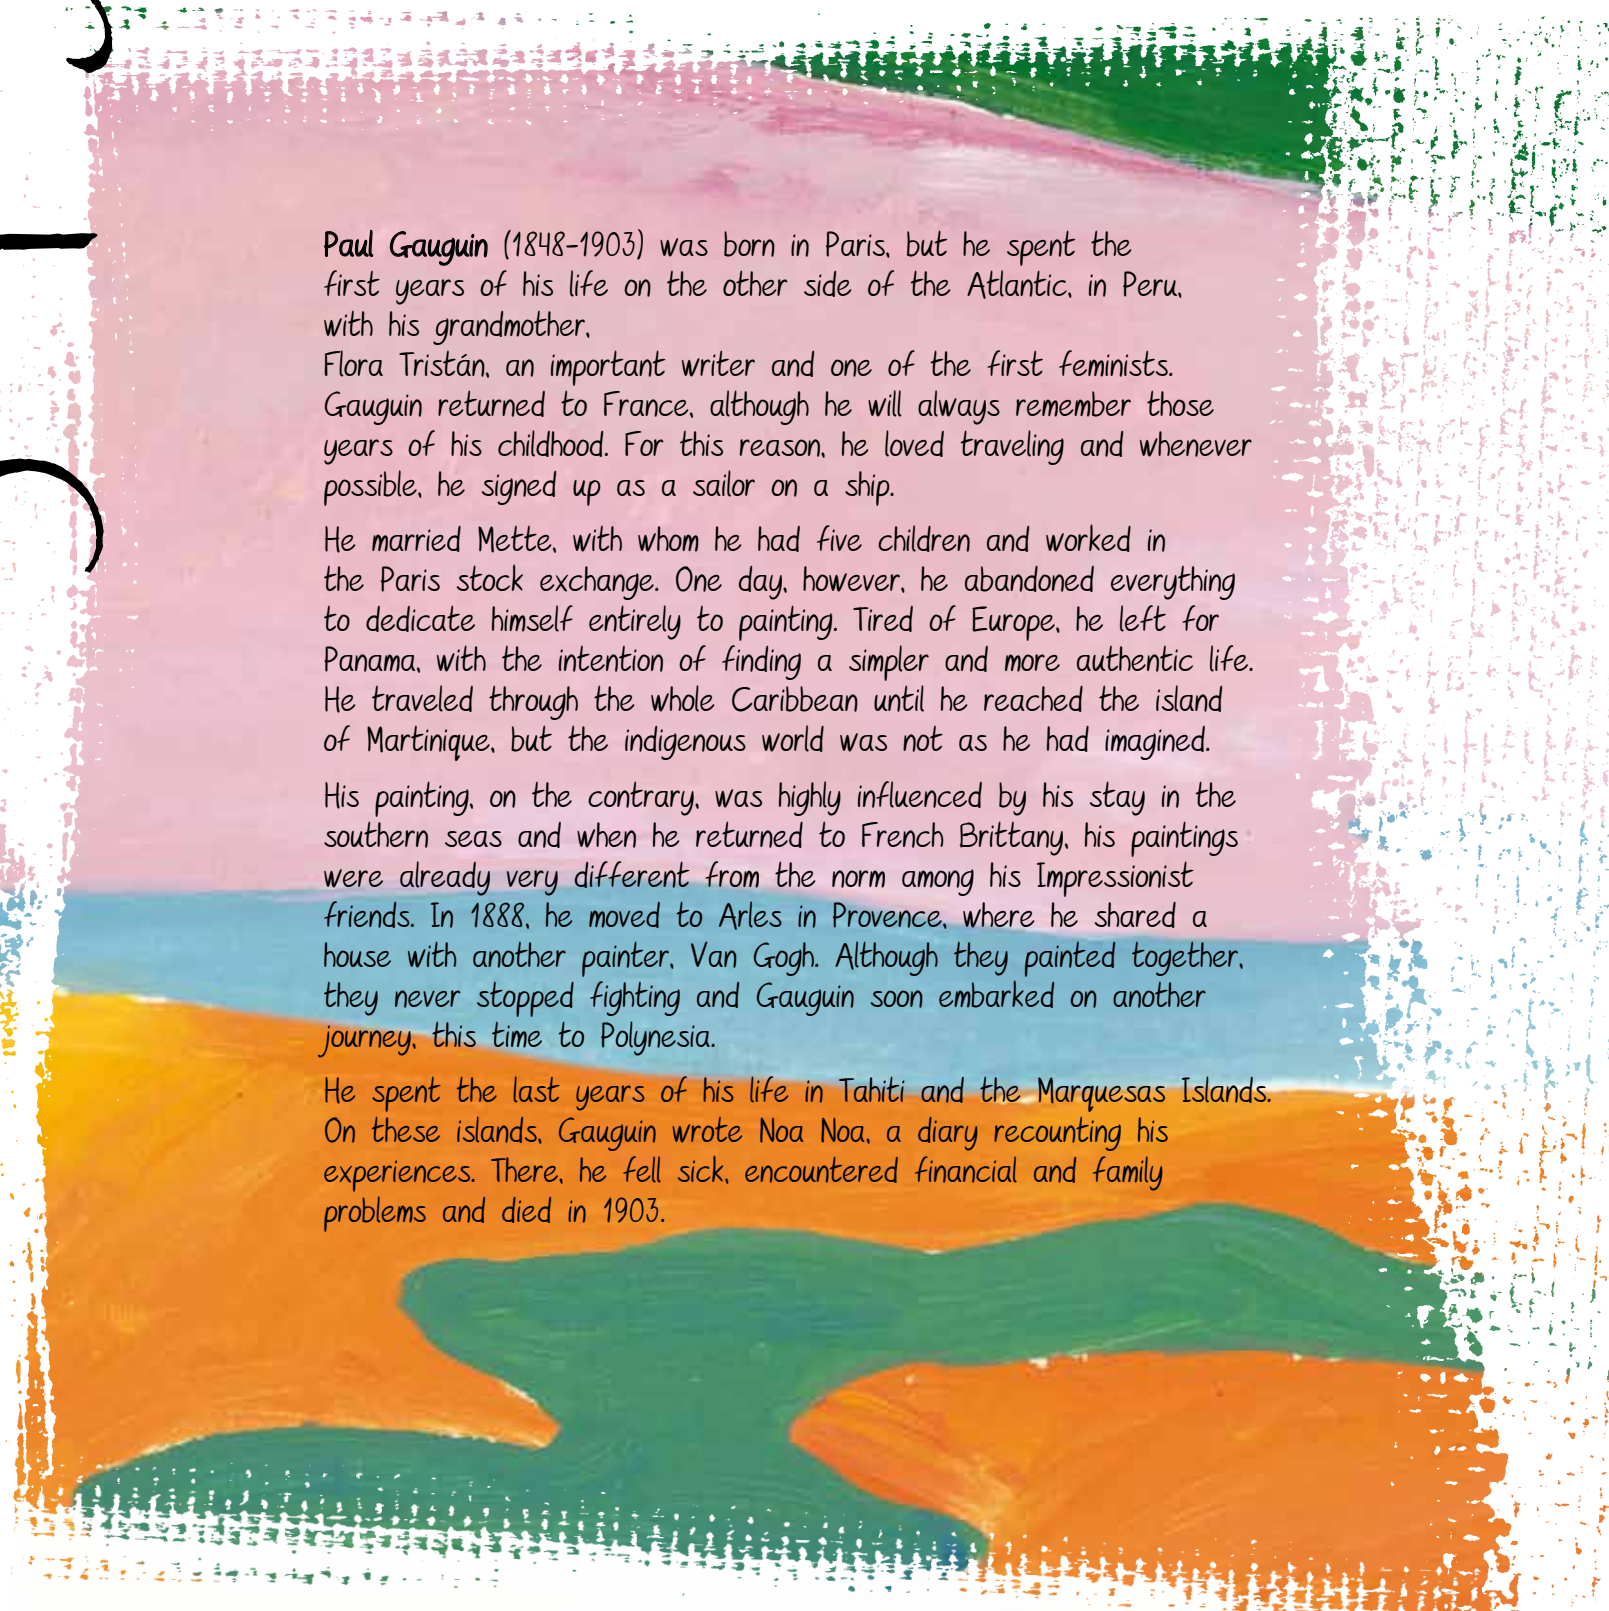 Paul Gauguin (1848-1903) was born in Paris, but he spent the
first years of his life on the other side of the Atlantic, in Peru,
with his grandmother,
Flora Tristán, an important writer and one of the first feminists.
Gauguin returned to France, although he will always remember those
years of his childhood. For this reason, he loved traveling and whenever
possible, he signed up as a sailor on a ship.
He married Mette, with whom he had five children and worked in
the Paris stock exchange. One day, however, he abandoned everything
to dedicate himself entirely to painting. Tired of Europe, he left for
Panama, with the intention of finding a simpler and more authentic life.
He traveled through the whole Caribbean until he reached the island
of Martinique, but the indigenous world was not as he had imagined.
His painting, on the contrary, was highly influenced by his stay in the
southern seas and when he returned to French Brittany, his paintings
were already very different from the norm among his Impressionist
friends. In 1888, he moved to Arles in Provence, where he shared a
house with another painter, Van Gogh. Although they painted together,
they never stopped fighting and Gauguin soon embarked on another
journey, this time to Polynesia.
He spent the last years of his life in Tahiti and the Marquesas Islands.
On these islands, Gauguin wrote Noa Noa, a diary recounting his
experiences. There, he fell sick, encountered financial and family
problems and died in 1903.